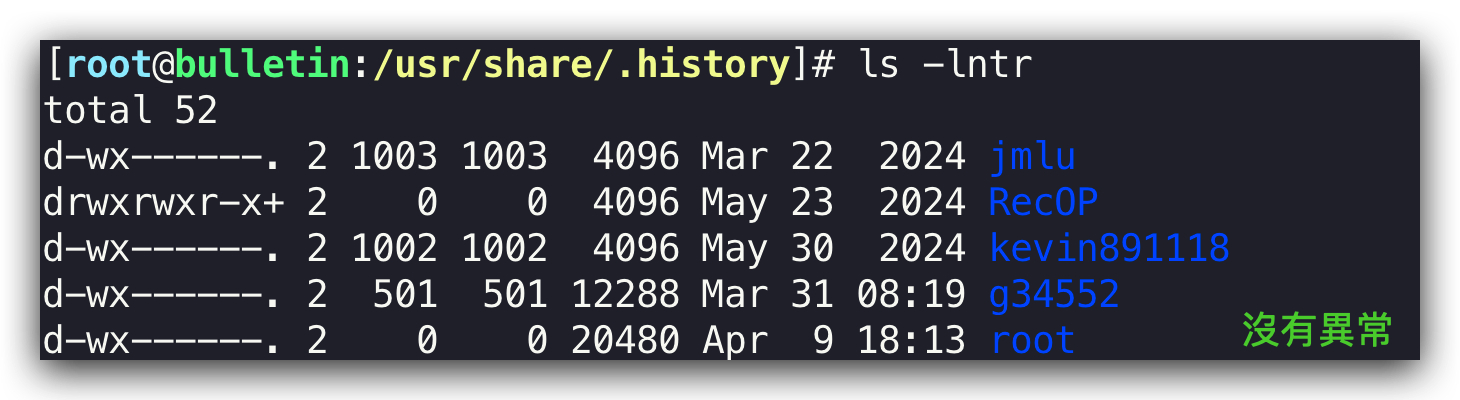 [root@bulletin:/usr/share/.history]# ls -lntr
total 52
d-wx------. 2 1003 1003  4096 Mar 22  2024 jmlu
drwxrwxr-x+ 2    0    0  4096 May 23  2024 RecOP
d-wx------. 2 1002 1002  4096 May 30  2024 kevin891118
d-wx------. 2  501  501 12288 Mar 31 08:19 g34552
d-wx------. 2    0    0 20480 Apr  9 18:13 root
沒有異常